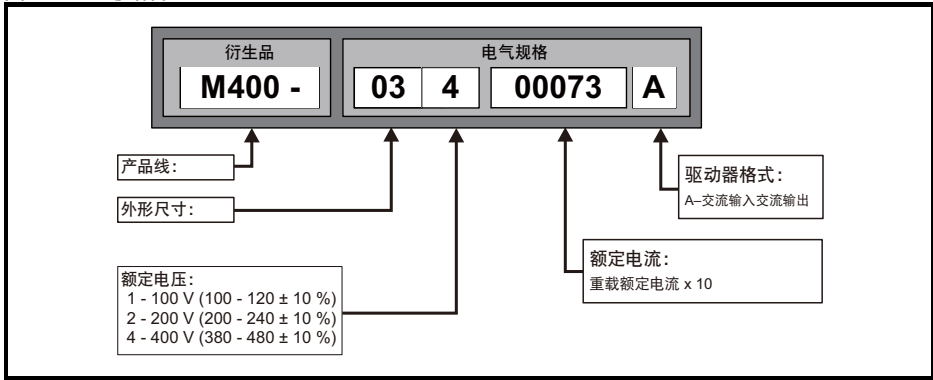 衍生品
电气规格
M400 - 03 4 00073 A
产品线：
外形尺寸：
额定电压：
1 - 100 V (100 - 120 ± 10 %)
2 - 200 V (200 - 240 ± 10 %)
4 - 400 V (380 - 480 ± 10 %)
驱动器格式：
A–交流输入交流输出
额定电流：
重载额定电流 x 10